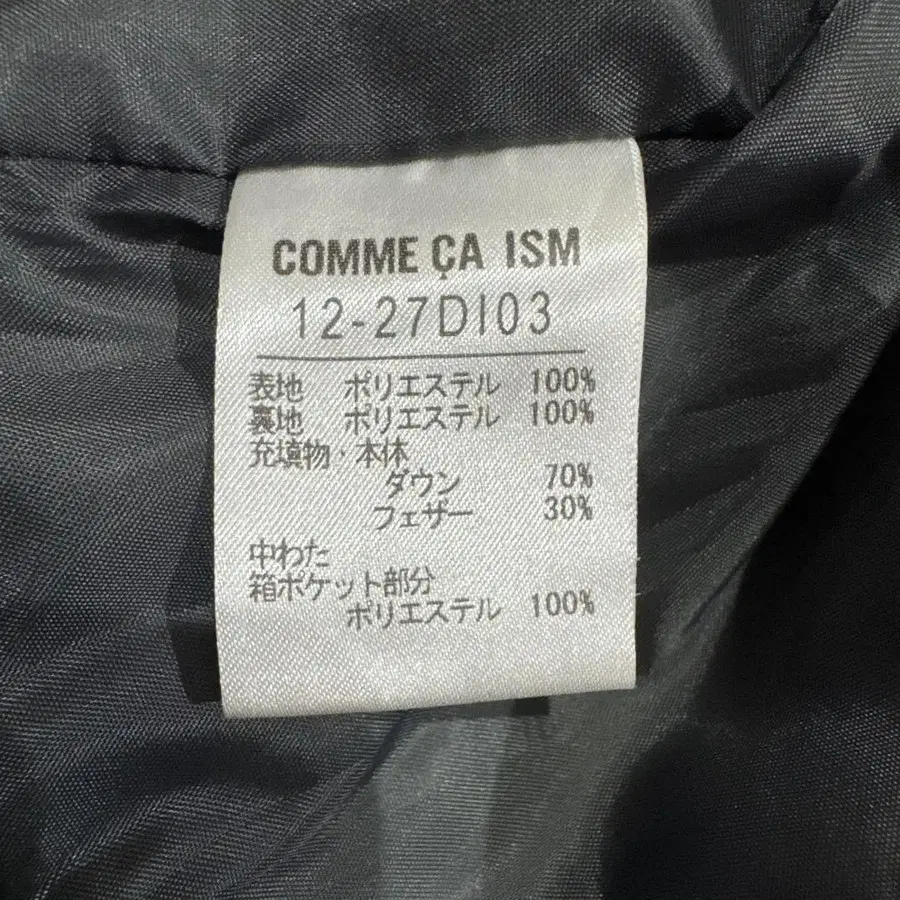 COMME ÇA ISM
12-27DI03
表地 ポリエステル 100%
裏地 ポリエステル 100%
充填物・本体
ダウン 70%
フェザー 30%
中わた
箱ポケット部分
ポリエステル 100%